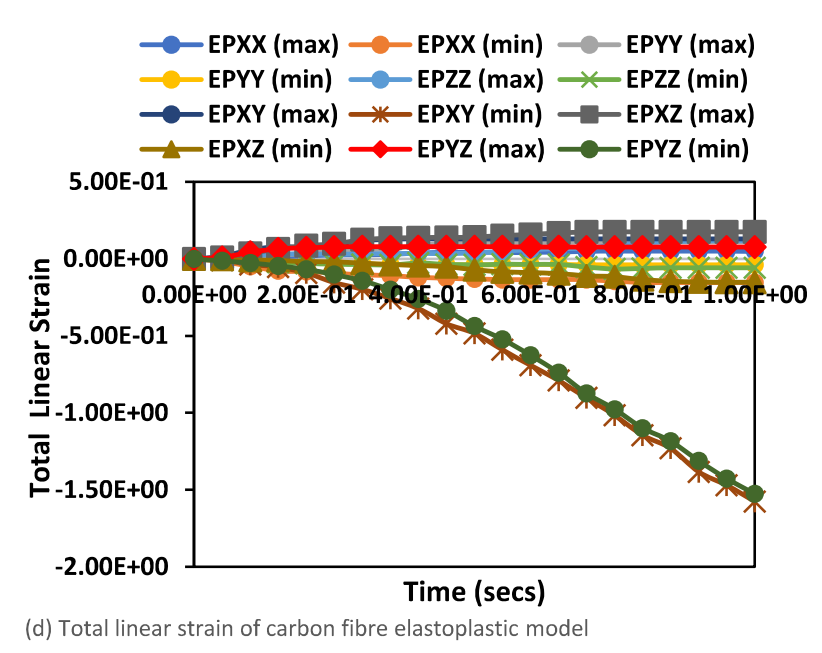 EPXX (max) EPXX (min) EPYY (max)
EPYY (min) EPZZ (max) EPZZ (min)
EPXY (max) EPXY (min) EPXZ (max)
EPXZ (min) EPYZ (max) EPYZ (min)
5.00E-01
0.00E+00
0.00E+00 2.00E-01 4.00E-01 6.00E-01 8.00E-01 1.00E+00
-5.00E-01
-1.00E+00
-1.50E+00
-2.00E+00
Total Linear Strain
Time (secs)
(d) Total linear strain of carbon fibre elastoplastic model